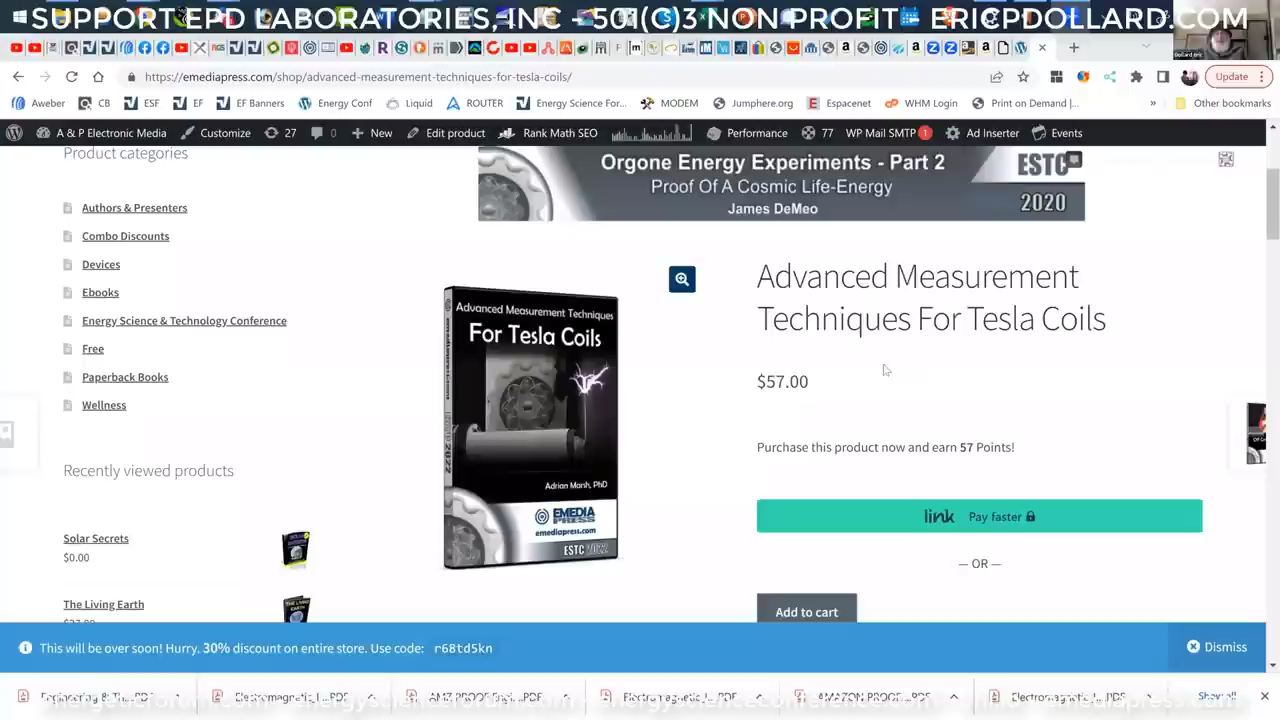 SUPPORT EPD LABORATORIES, INC - 501(C)3 NON PROFIT - ERICPDOLLARD.COM
https://emediapress.com/shop/advanced-measurement-techniques-for-tesla-coils/
Update
Aweber
CB
ESF
EF
EF Banners
Energy Conf
Liquid
ROUTER
Energy Science For...
MODEM
Jumphere.org
Espacenet
WHM Login
Print on Demand |...
»
Other bookmarks
A & P Electronic Media
Customize
27
0
New
Edit product
Rank Math SEO
Performance
77
WP Mail SMTP 1
Ad Inserter
Events
Product categories
Authors & Presenters
Combo Discounts
Devices
Ebooks
Energy Science & Technology Conference
Free
Paperback Books
Wellness
Recently viewed products
Solar Secrets
$0.00
The Living Earth
Orgone Energy Experiments - Part 2
Proof Of A Cosmic Life-Energy
James DeMeo
ESTC
2020
Advanced Measurement Techniques
For Tesla Coils
Adrian Marsh, PhD
EMEDIA
PRESS
emediapress.com
ESTC 2022
Advanced Measurement
Techniques For Tesla Coils
$57.00
Purchase this product now and earn 57 Points!
link Pay faster
— OR —
Add to cart
This will be over soon! Hurry. 30% discount on entire store. Use code: r68td5kn
Dismiss